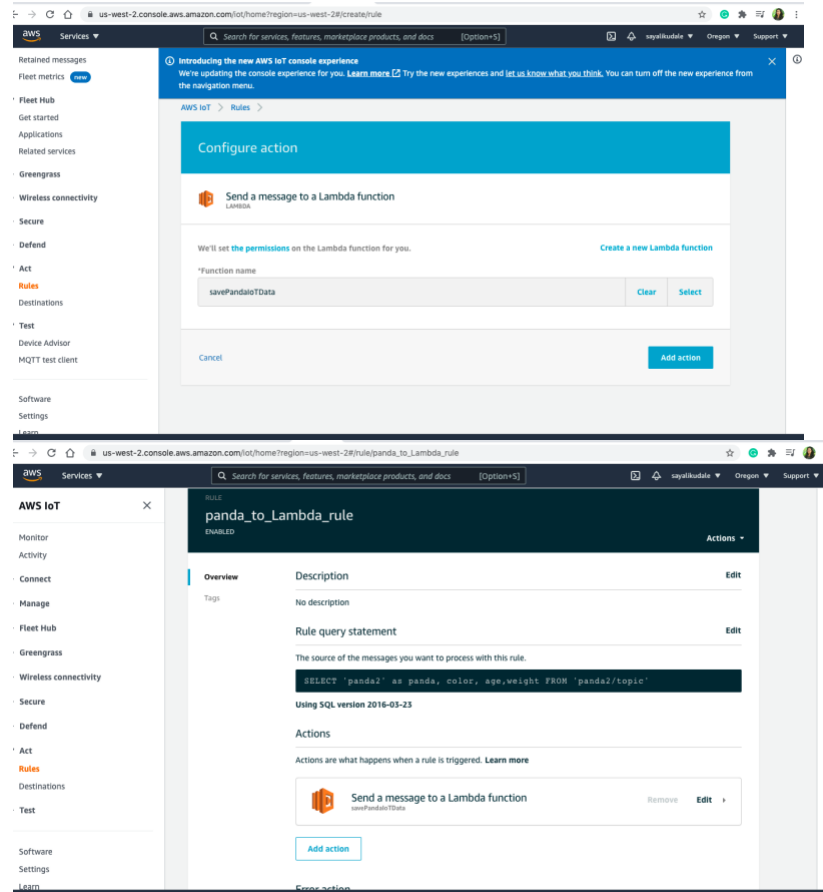 us-west-2.console.aws.amazon.com/iot/home?region=us-west-2#/create/rule
aws Services ▾ Search for services, features, marketplace products, and docs [Option+S] sayalikudale ▾ Oregon ▾ Support ▾
Retained messages
Fleet metrics new
Fleet Hub
Get started
Applications
Related services
Greengrass
Wireless connectivity
Secure
Defend
Act
Rules
Destinations
Test
Device Advisor
MQTT test client
Software
Settings
Learn
Introducing the new AWS IoT console experience
We're updating the console experience for you. Learn more Try the new experiences and let us know what you think. You can turn off the new experience from
the navigation menu.
AWS IoT > Rules >
Configure action
Send a message to a Lambda function
LAMBDA
We'll set the permissions on the Lambda function for you. Create a new Lambda function
*Function name
savePandaIoTData Clear Select
Cancel Add action
us-west-2.console.aws.amazon.com/iot/home?region=us-west-2#/rule/panda_to_Lambda_rule
aws Services ▾ Search for services, features, marketplace products, and docs [Option+S] sayalikudale ▾ Oregon ▾ Support ▾
AWS IoT
Monitor
Activity
Connect
Manage
Fleet Hub
Greengrass
Wireless connectivity
Secure
Defend
Act
Rules
Destinations
Test
Software
Settings
Learn
RULE
panda_to_Lambda_rule
ENABLED
Actions ▾
Overview
Tags
Description Edit
No description
Rule query statement Edit
The source of the messages you want to process with this rule.
SELECT 'panda2' as panda, color, age,weight FROM 'panda2/topic'
Using SQL version 2016-03-23
Actions
Actions are what happens when a rule is triggered. Learn more
Send a message to a Lambda function
savePandaIoTData
Remove Edit
Add action
Error action